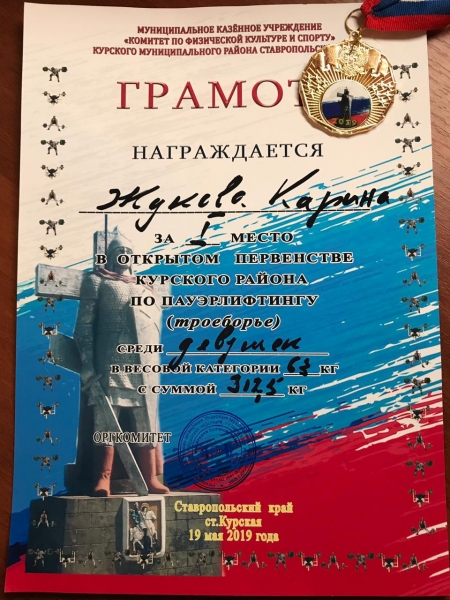 МУНИЦИПАЛЬНОЕ КАЗЁННОЕ УЧРЕЖДЕНИЕ
«КОМИТЕТ ПО ФИЗИЧЕСКОЙ КУЛЬТУРЕ И СПОРТУ»
КУРСКОГО МУНИЦИПАЛЬНОГО РАЙОНА СТАВРОПОЛЬС
ГРАМОТ
2019
НАГРАЖДАЕТСЯ
Жукова Карина
ЗА I МЕСТО
В ОТКРЫТОМ ПЕРВЕНСТВЕ
КУРСКОГО РАЙОНА
ПО ПАУЭРЛИФТИНГУ
(троеборье)
СРЕДИ девушек
В ВЕСОВОЙ КАТЕГОРИИ 63 КГ
С СУММОЙ 312,5 КГ
ОРГКОМИТЕТ
Ставропольский край
ст.Курская
19 мая 2019 года